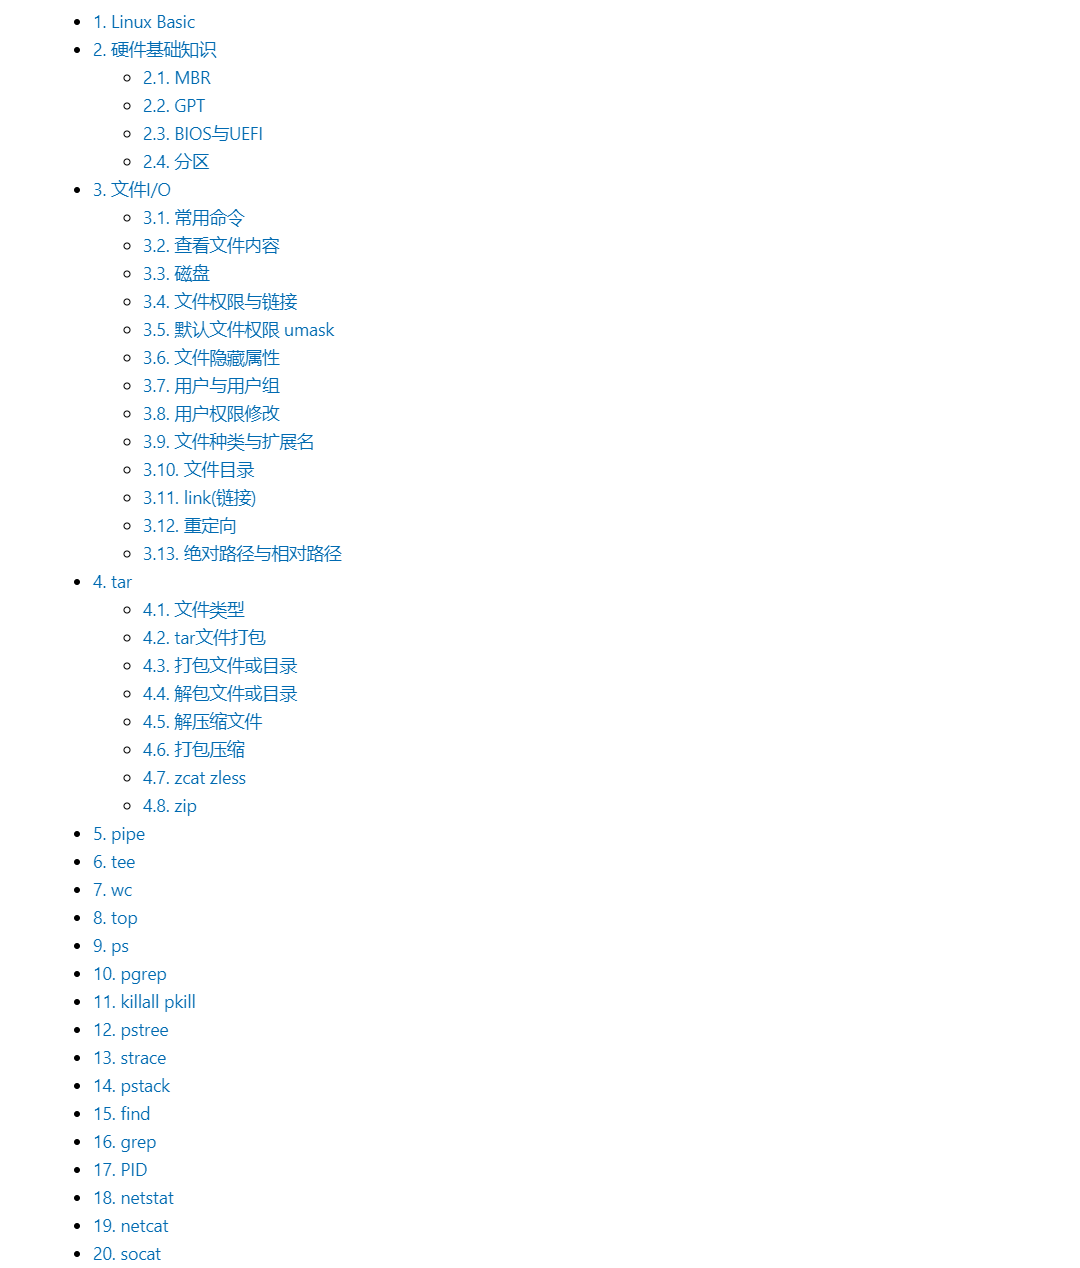 1. Linux Basic
2. 硬件基础知识
2.1. MBR
2.2. GPT
2.3. BIOS与UEFI
2.4. 分区
3. 文件I/O
3.1. 常用命令
3.2. 查看文件内容
3.3. 磁盘
3.4. 文件权限与链接
3.5. 默认文件权限 umask
3.6. 文件隐藏属性
3.7. 用户与用户组
3.8. 用户权限修改
3.9. 文件种类与扩展名
3.10. 文件目录
3.11. link(链接)
3.12. 重定向
3.13. 绝对路径与相对路径
4. tar
4.1. 文件类型
4.2. tar文件打包
4.3. 打包文件或目录
4.4. 解包文件或目录
4.5. 解压缩文件
4.6. 打包压缩
4.7. zcat zless
4.8. zip
5. pipe
6. tee
7. wc
8. top
9. ps
10. pgrep
11. killall pkill
12. pstree
13. strace
14. pstack
15. find
16. grep
17. PID
18. netstat
19. netcat
20. socat